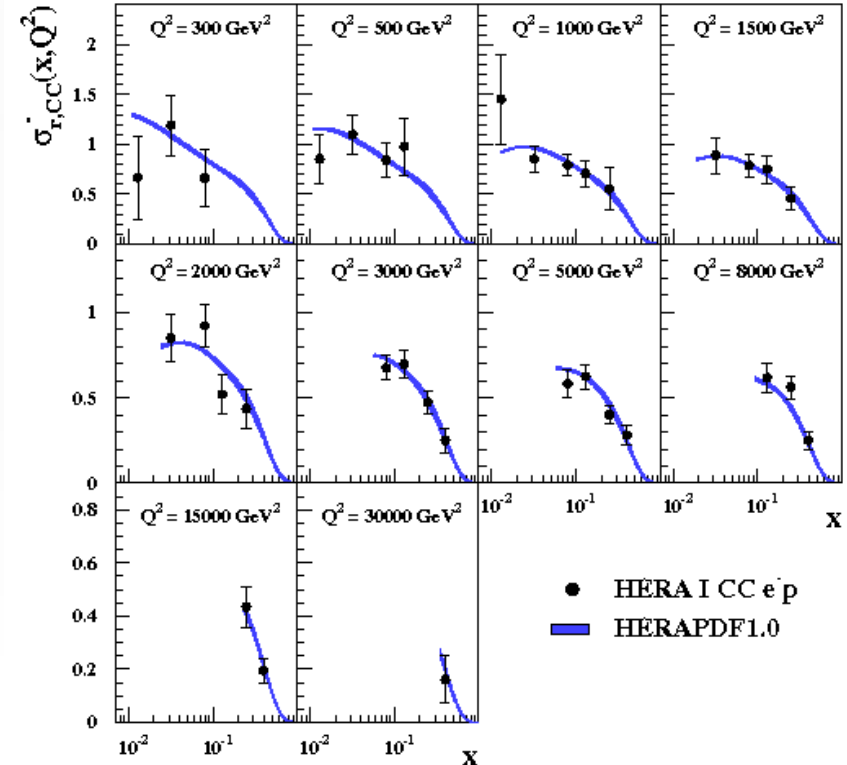 σ⁻r,CC(x,Q²)
Q² = 300 GeV²
Q² = 500 GeV²
Q² = 1000 GeV²
Q² = 1500 GeV²
2
1.5
1
0.5
0
Q² = 2000 GeV²
Q² = 3000 GeV²
Q² = 5000 GeV²
Q² = 8000 GeV²
1
0.5
0
10⁻²
10⁻¹
10⁻²
10⁻¹
x
Q² = 15000 GeV²
Q² = 30000 GeV²
0.8
0.6
0.4
0.2
0
10⁻²
10⁻¹
10⁻²
10⁻¹
x
HERA I CC e⁻p
HERAPDF1.0